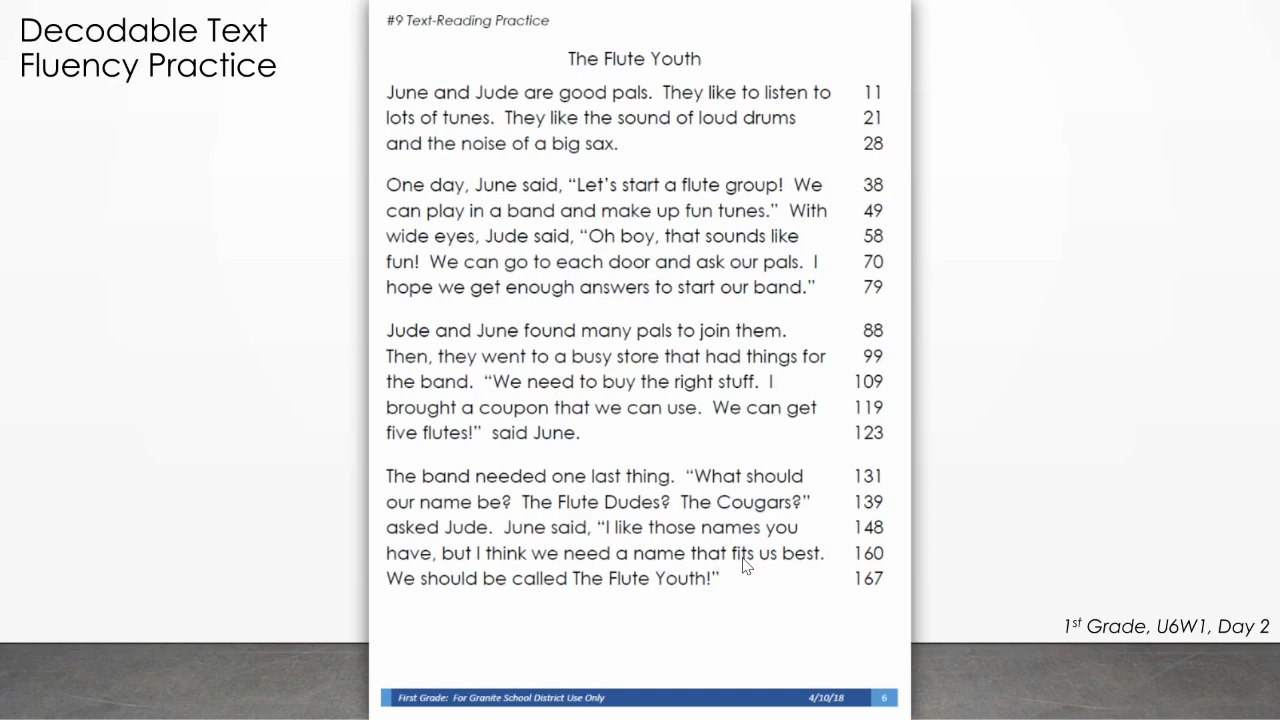 Decodable Text
Fluency Practice
#9 Text-Reading Practice
The Flute Youth
June and Jude are good pals.  They like to listen to 11
lots of tunes.  They like the sound of loud drums 21
and the noise of a big sax. 28
One day, June said, “Let’s start a flute group!  We 38
can play in a band and make up fun tunes.”  With 49
wide eyes, Jude said, “Oh boy, that sounds like 58
fun!  We can go to each door and ask our pals.  I 70
hope we get enough answers to start our band.” 79
Jude and June found many pals to join them. 88
Then, they went to a busy store that had things for 99
the band.  “We need to buy the right stuff.  I 109
brought a coupon that we can use.  We can get 119
five flutes!”  said June. 123
The band needed one last thing.  “What should 131
our name be?  The Flute Dudes?  The Cougars?” 139
asked Jude.  June said, “I like those names you 148
have, but I think we need a name that fits us best. 160
We should be called The Flute Youth!” 167
1st Grade, U6W1, Day 2
First Grade:  For Granite School District Use Only 4/10/18 6